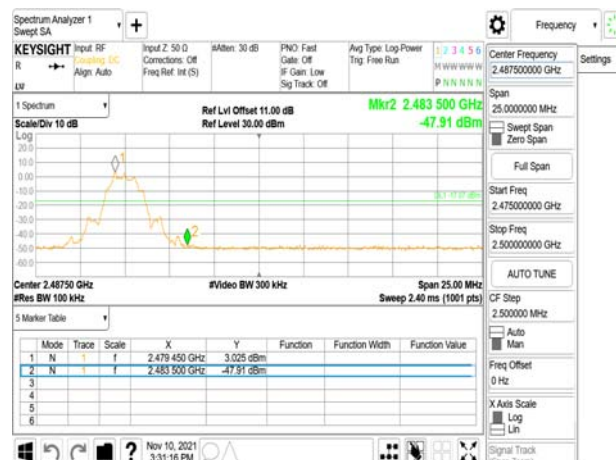 Spectrum Analyzer 1
Swept SA
Frequency
Settings
KEYSIGHT
R
Input: RF
Coupling: DC
Align: Auto
Input Z: 50 Ω
Corrections: Off
Freq Ref: Int (S)
#Atten: 30 dB
PNO: Fast
Gate: Off
IF Gain: Low
Sig Track: Off
Avg Type: Log-Power
Trig: Free Run
1 2 3 4 5 6
M W W W W W
P N N N N N
1 Spectrum
Scale/Div 10 dB
Ref Lvl Offset 11.00 dB
Ref Level 30.00 dBm
Mkr2 2.483 500 GHz
-47.91 dBm
Log
20.0
10.0
0.00
-10.0
-20.0
-30.0
-40.0
-50.0
-60.0
1
2
Center 2.48750 GHz
#Res BW 100 kHz
#Video BW 300 kHz
Span 25.00 MHz
Sweep 2.40 ms (1001 pts)
5 Marker Table
Mode Trace Scale X Y Function Function Width Function Value
1 N 1 f 2.479 450 GHz 3.025 dBm
2 N 1 f 2.483 500 GHz -47.91 dBm
3
4
5
6
?
Nov 10, 2021
3:31:16 PM
Center Frequency
2.487500000 GHz
Span
25.0000000 MHz
Swept Span
Zero Span
Full Span
Start Freq
2.475000000 GHz
Stop Freq
2.500000000 GHz
AUTO TUNE
CF Step
2.500000 MHz
Auto
Man
Freq Offset
0 Hz
X Axis Scale
Log
Lin
Signal Track